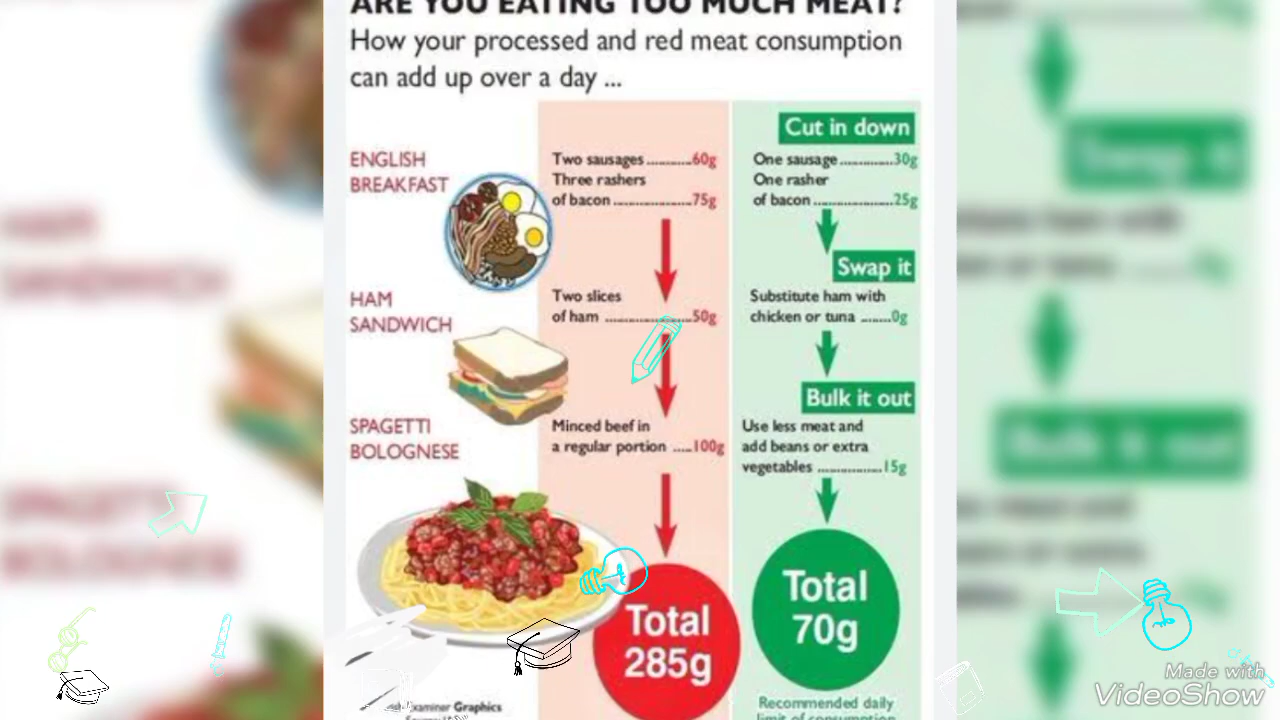 ARE YOU EATING TOO MUCH MEAT?
How your processed and red meat consumption
can add up over a day ...
ENGLISH
BREAKFAST
Two sausages ............60g
Three rashers
of bacon ......................75g
Cut in down
One sausage ..............30g
One rasher
of bacon ......................25g
HAM
SANDWICH
Two slices
of ham ........................50g
Swap it
Substitute ham with
chicken or tuna ........0g
SPAGETTI
BOLOGNESE
Minced beef in
a regular portion .....100g
Bulk it out
Use less meat and
add beans or extra
vegetables ..................15g
Total
285g
Total
70g
Recommended daily
limit of consumption
Examiner Graphics
Made with
VideoShow